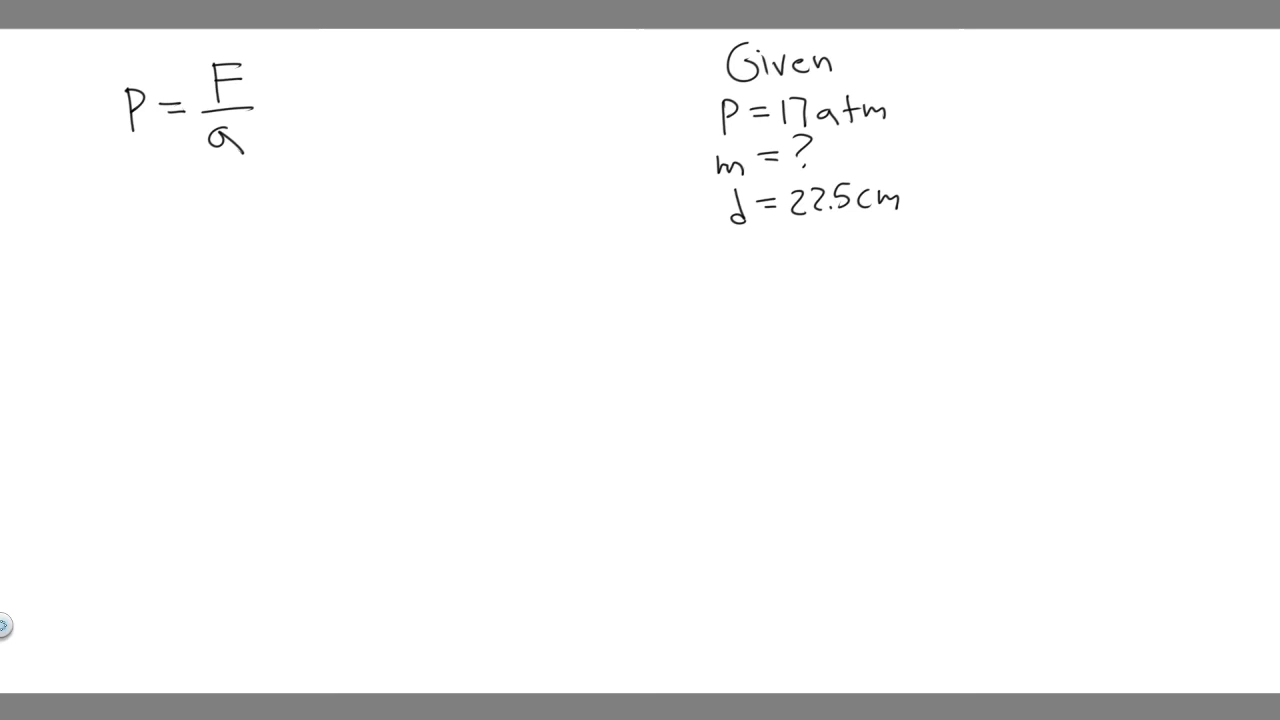 P = F/a
Given
P = 17atm
m = ?
d = 22.5cm